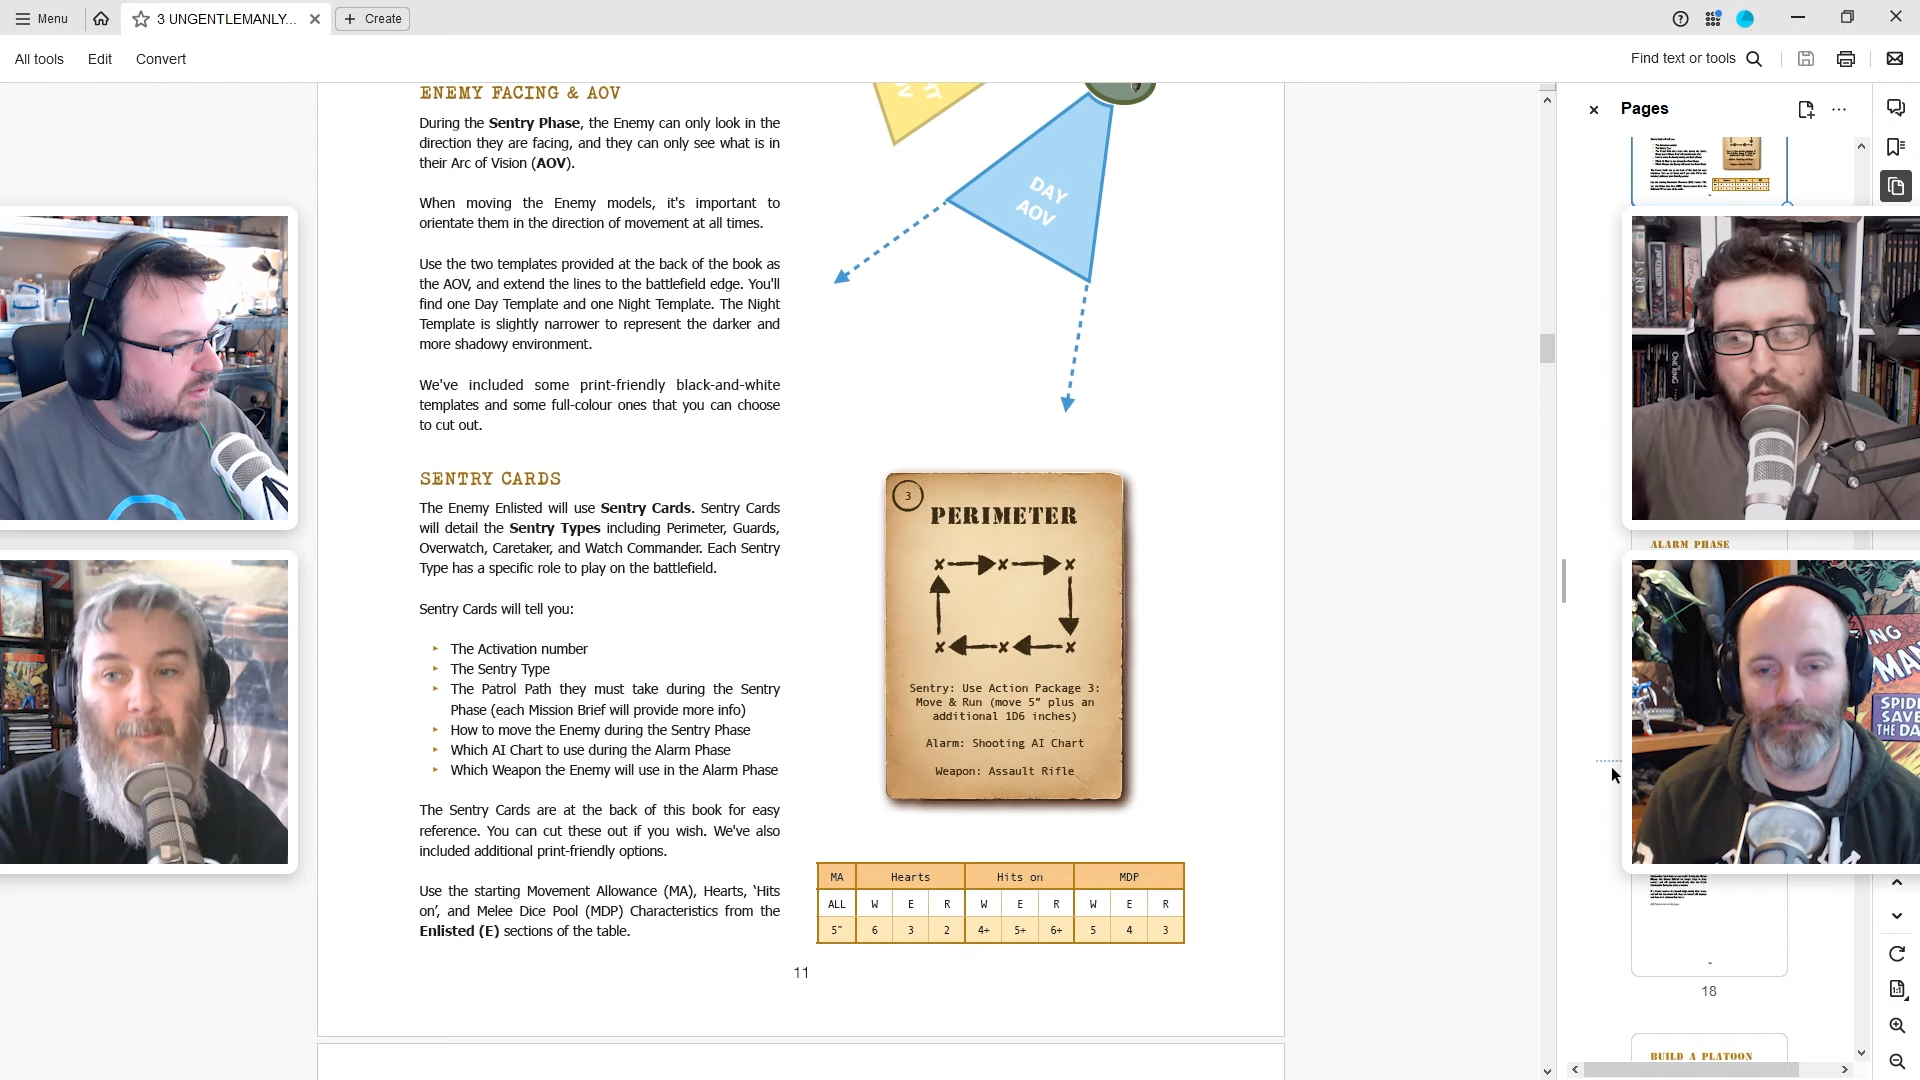 Menu
3 UNGENTLEMANLY...
Create
All tools
Edit
Convert
Find text or tools
ENEMY FACING & AOV
During the Sentry Phase, the Enemy can only look in the
direction they are facing, and they can only see what is in
their Arc of Vision (AOV).
When moving the Enemy models, it's important to
orientate them in the direction of movement at all times.
Use the two templates provided at the back of the book as
the AOV, and extend the lines to the battlefield edge. You'll
find one Day Template and one Night Template. The Night
Template is slightly narrower to represent the darker and
more shadowy environment.
We've included some print-friendly black-and-white
templates and some full-colour ones that you can choose
to cut out.
DAY
AOV
SENTRY CARDS
The Enemy Enlisted will use Sentry Cards. Sentry Cards
will detail the Sentry Types including Perimeter, Guards,
Overwatch, Caretaker, and Watch Commander. Each Sentry
Type has a specific role to play on the battlefield.
Sentry Cards will tell you:
‣ The Activation number
‣ The Sentry Type
‣ The Patrol Path they must take during the Sentry
Phase (each Mission Brief will provide more info)
‣ How to move the Enemy during the Sentry Phase
‣ Which AI Chart to use during the Alarm Phase
‣ Which Weapon the Enemy will use in the Alarm Phase
The Sentry Cards are at the back of this book for easy
reference. You can cut these out if you wish. We've also
included additional print-friendly options.
Use the starting Movement Allowance (MA), Hearts, 'Hits
on', and Melee Dice Pool (MDP) Characteristics from the
Enlisted (E) sections of the table.
3
PERIMETER
Sentry: Use Action Package 3:
Move & Run (move 5" plus an
additional 1D6 inches)
Alarm: Shooting AI Chart
Weapon: Assault Rifle
MA Hearts Hits on MDP
ALL W E R W E R W E R
5" 6 3 2 4+ 5+ 6+ 5 4 3
11
Pages
ALARM PHASE
18
BUILD A PLATOON
ONE RING
SPID
SAVE
THE DA